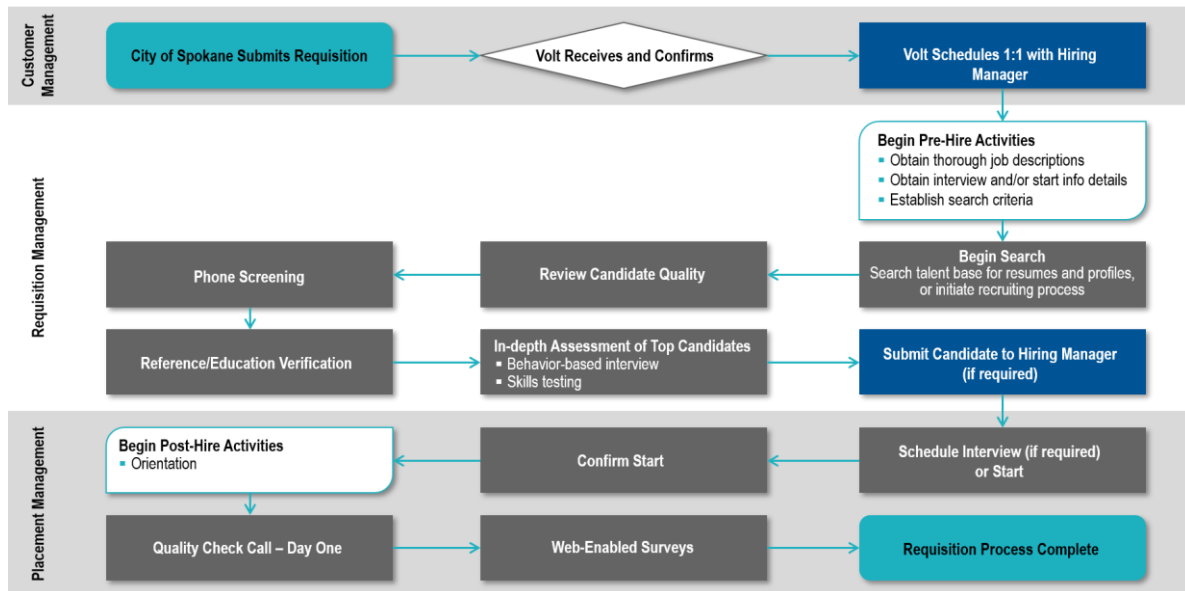 Customer
Management
City of Spokane Submits Requisition
Volt Receives and Confirms
Volt Schedules 1:1 with Hiring
Manager
Requisition Management
Begin Pre-Hire Activities
▪ Obtain thorough job descriptions
▪ Obtain interview and/or start info details
▪ Establish search criteria
Begin Search
Search talent base for resumes and profiles,
or initiate recruiting process
Review Candidate Quality
Phone Screening
Reference/Education Verification
In-depth Assessment of Top Candidates
▪ Behavior-based interview
▪ Skills testing
Submit Candidate to Hiring Manager
(if required)
Placement Management
Schedule Interview (if required)
or Start
Confirm Start
Begin Post-Hire Activities
▪ Orientation
Quality Check Call – Day One
Web-Enabled Surveys
Requisition Process Complete